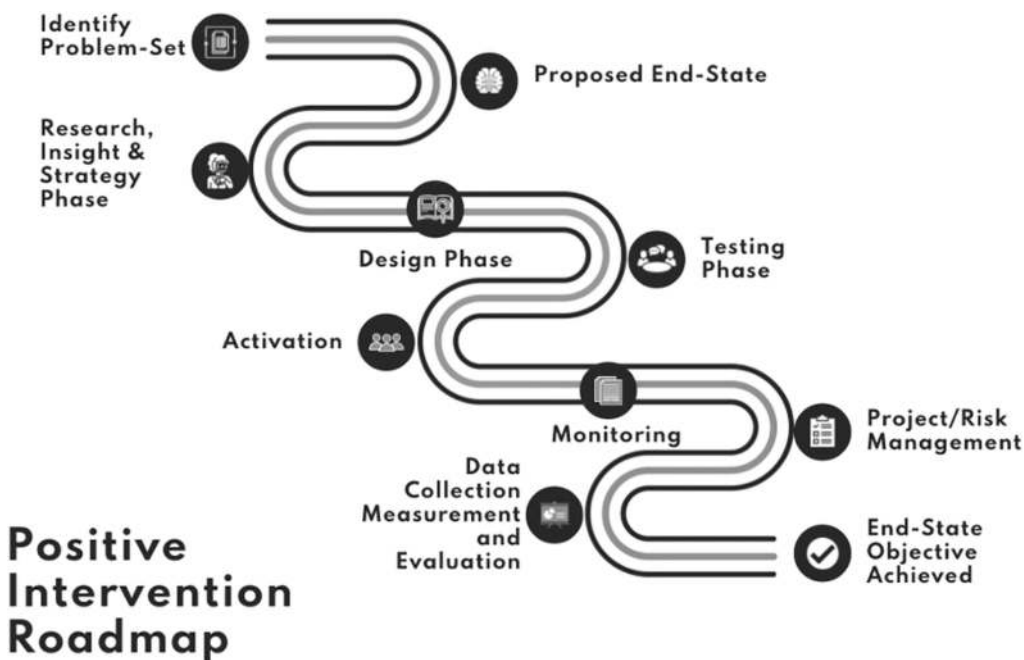 Identify
Problem-Set
Proposed End-State
Research,
Insight &
Strategy
Phase
Design Phase
Testing
Phase
Activation
Monitoring
Project/Risk
Management
Data
Collection
Measurement
and
Evaluation
End-State
Objective
Achieved
Positive
Intervention
Roadmap